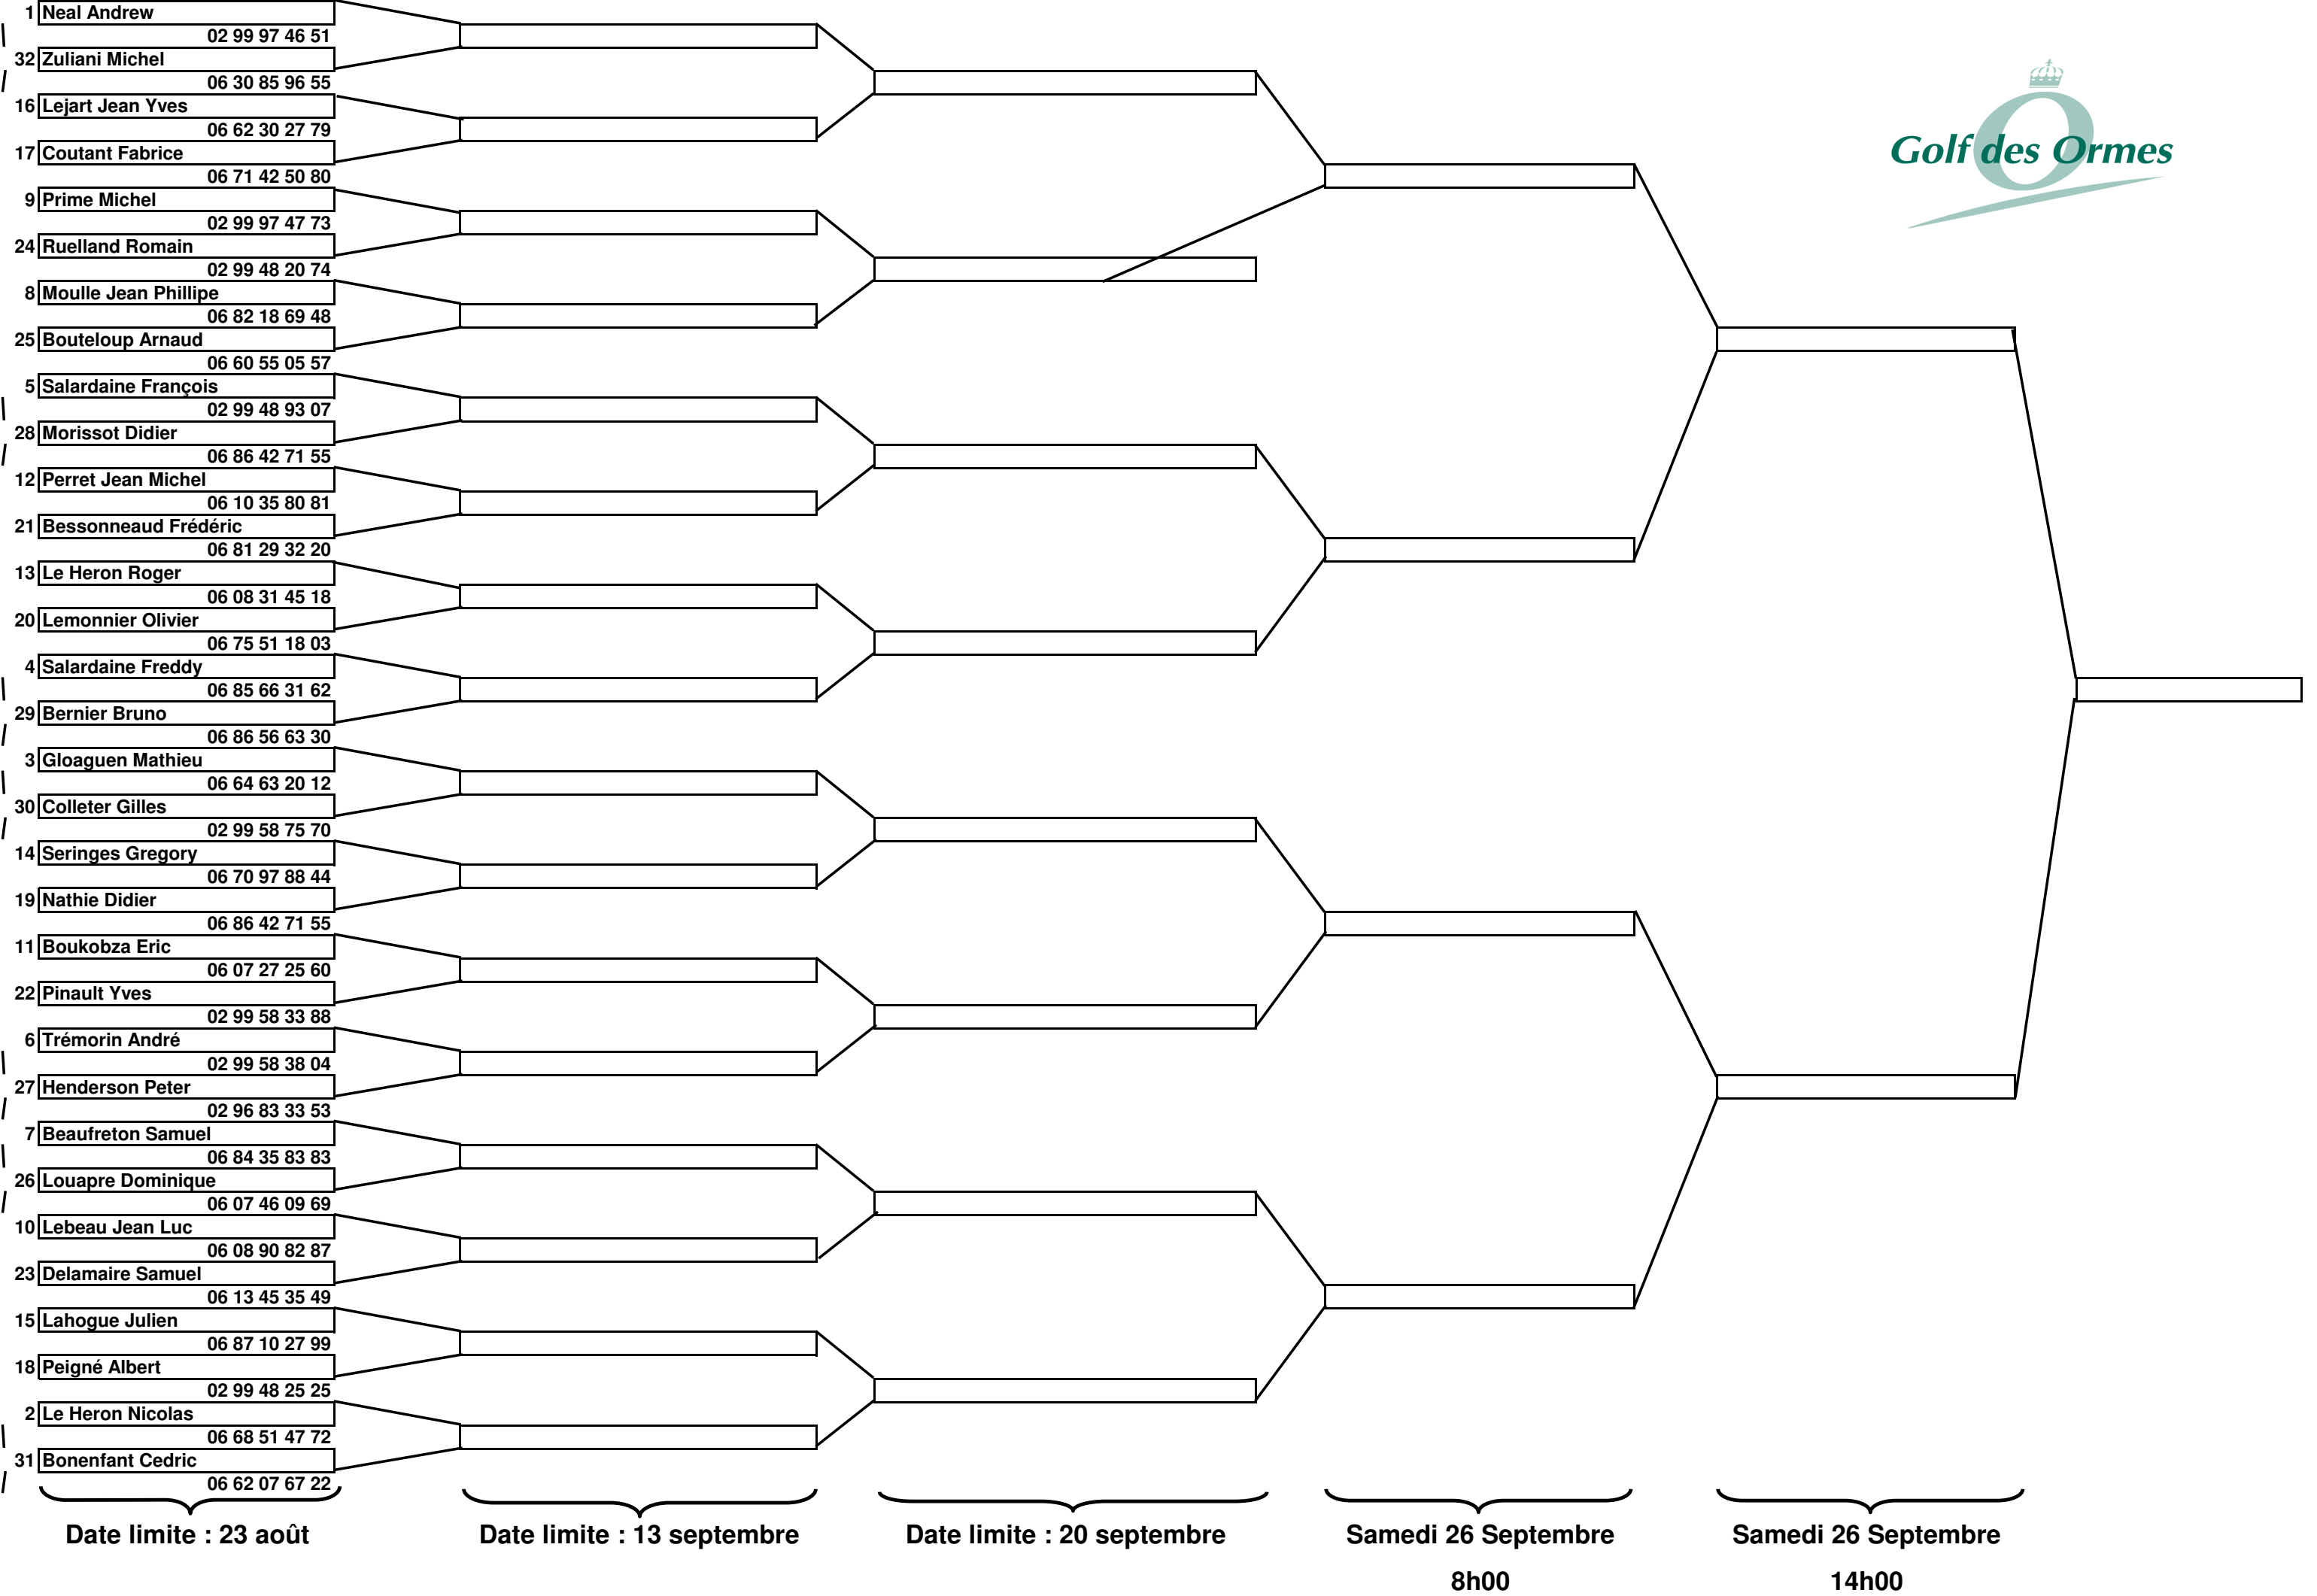 1 Neal Andrew
02 99 97 46 51
32 Zuliani Michel
06 30 85 96 55
16 Lejart Jean Yves
06 62 30 27 79
17 Coutant Fabrice
06 71 42 50 80
9 Prime Michel
02 99 97 47 73
24 Ruelland Romain
02 99 48 20 74
8 Moulle Jean Phillipe
06 82 18 69 48
25 Bouteloup Arnaud
06 60 55 05 57
5 Salardaine François
02 99 48 93 07
28 Morissot Didier
06 86 42 71 55
12 Perret Jean Michel
06 10 35 80 81
21 Bessonneaud Frédéric
06 81 29 32 20
13 Le Heron Roger
06 08 31 45 18
20 Lemonnier Olivier
06 75 51 18 03
4 Salardaine Freddy
06 85 66 31 62
29 Bernier Bruno
06 86 56 63 30
3 Gloaguen Mathieu
06 64 63 20 12
30 Colleter Gilles
02 99 58 75 70
14 Seringes Gregory
06 70 97 88 44
19 Nathie Didier
06 86 42 71 55
11 Boukobza Eric
06 07 27 25 60
22 Pinault Yves
02 99 58 33 88
6 Trémorin André
02 99 58 38 04
27 Henderson Peter
02 96 83 33 53
7 Beaufreton Samuel
06 84 35 83 83
26 Louapre Dominique
06 07 46 09 69
10 Lebeau Jean Luc
06 08 90 82 87
23 Delamaire Samuel
06 13 45 35 49
15 Lahogue Julien
06 87 10 27 99
18 Peigné Albert
02 99 48 25 25
2 Le Heron Nicolas
06 68 51 47 72
31 Bonenfant Cedric
06 62 07 67 22
Golf des Ormes
Date limite : 23 août
Date limite : 13 septembre
Date limite : 20 septembre
Samedi 26 Septembre
8h00
Samedi 26 Septembre
14h00